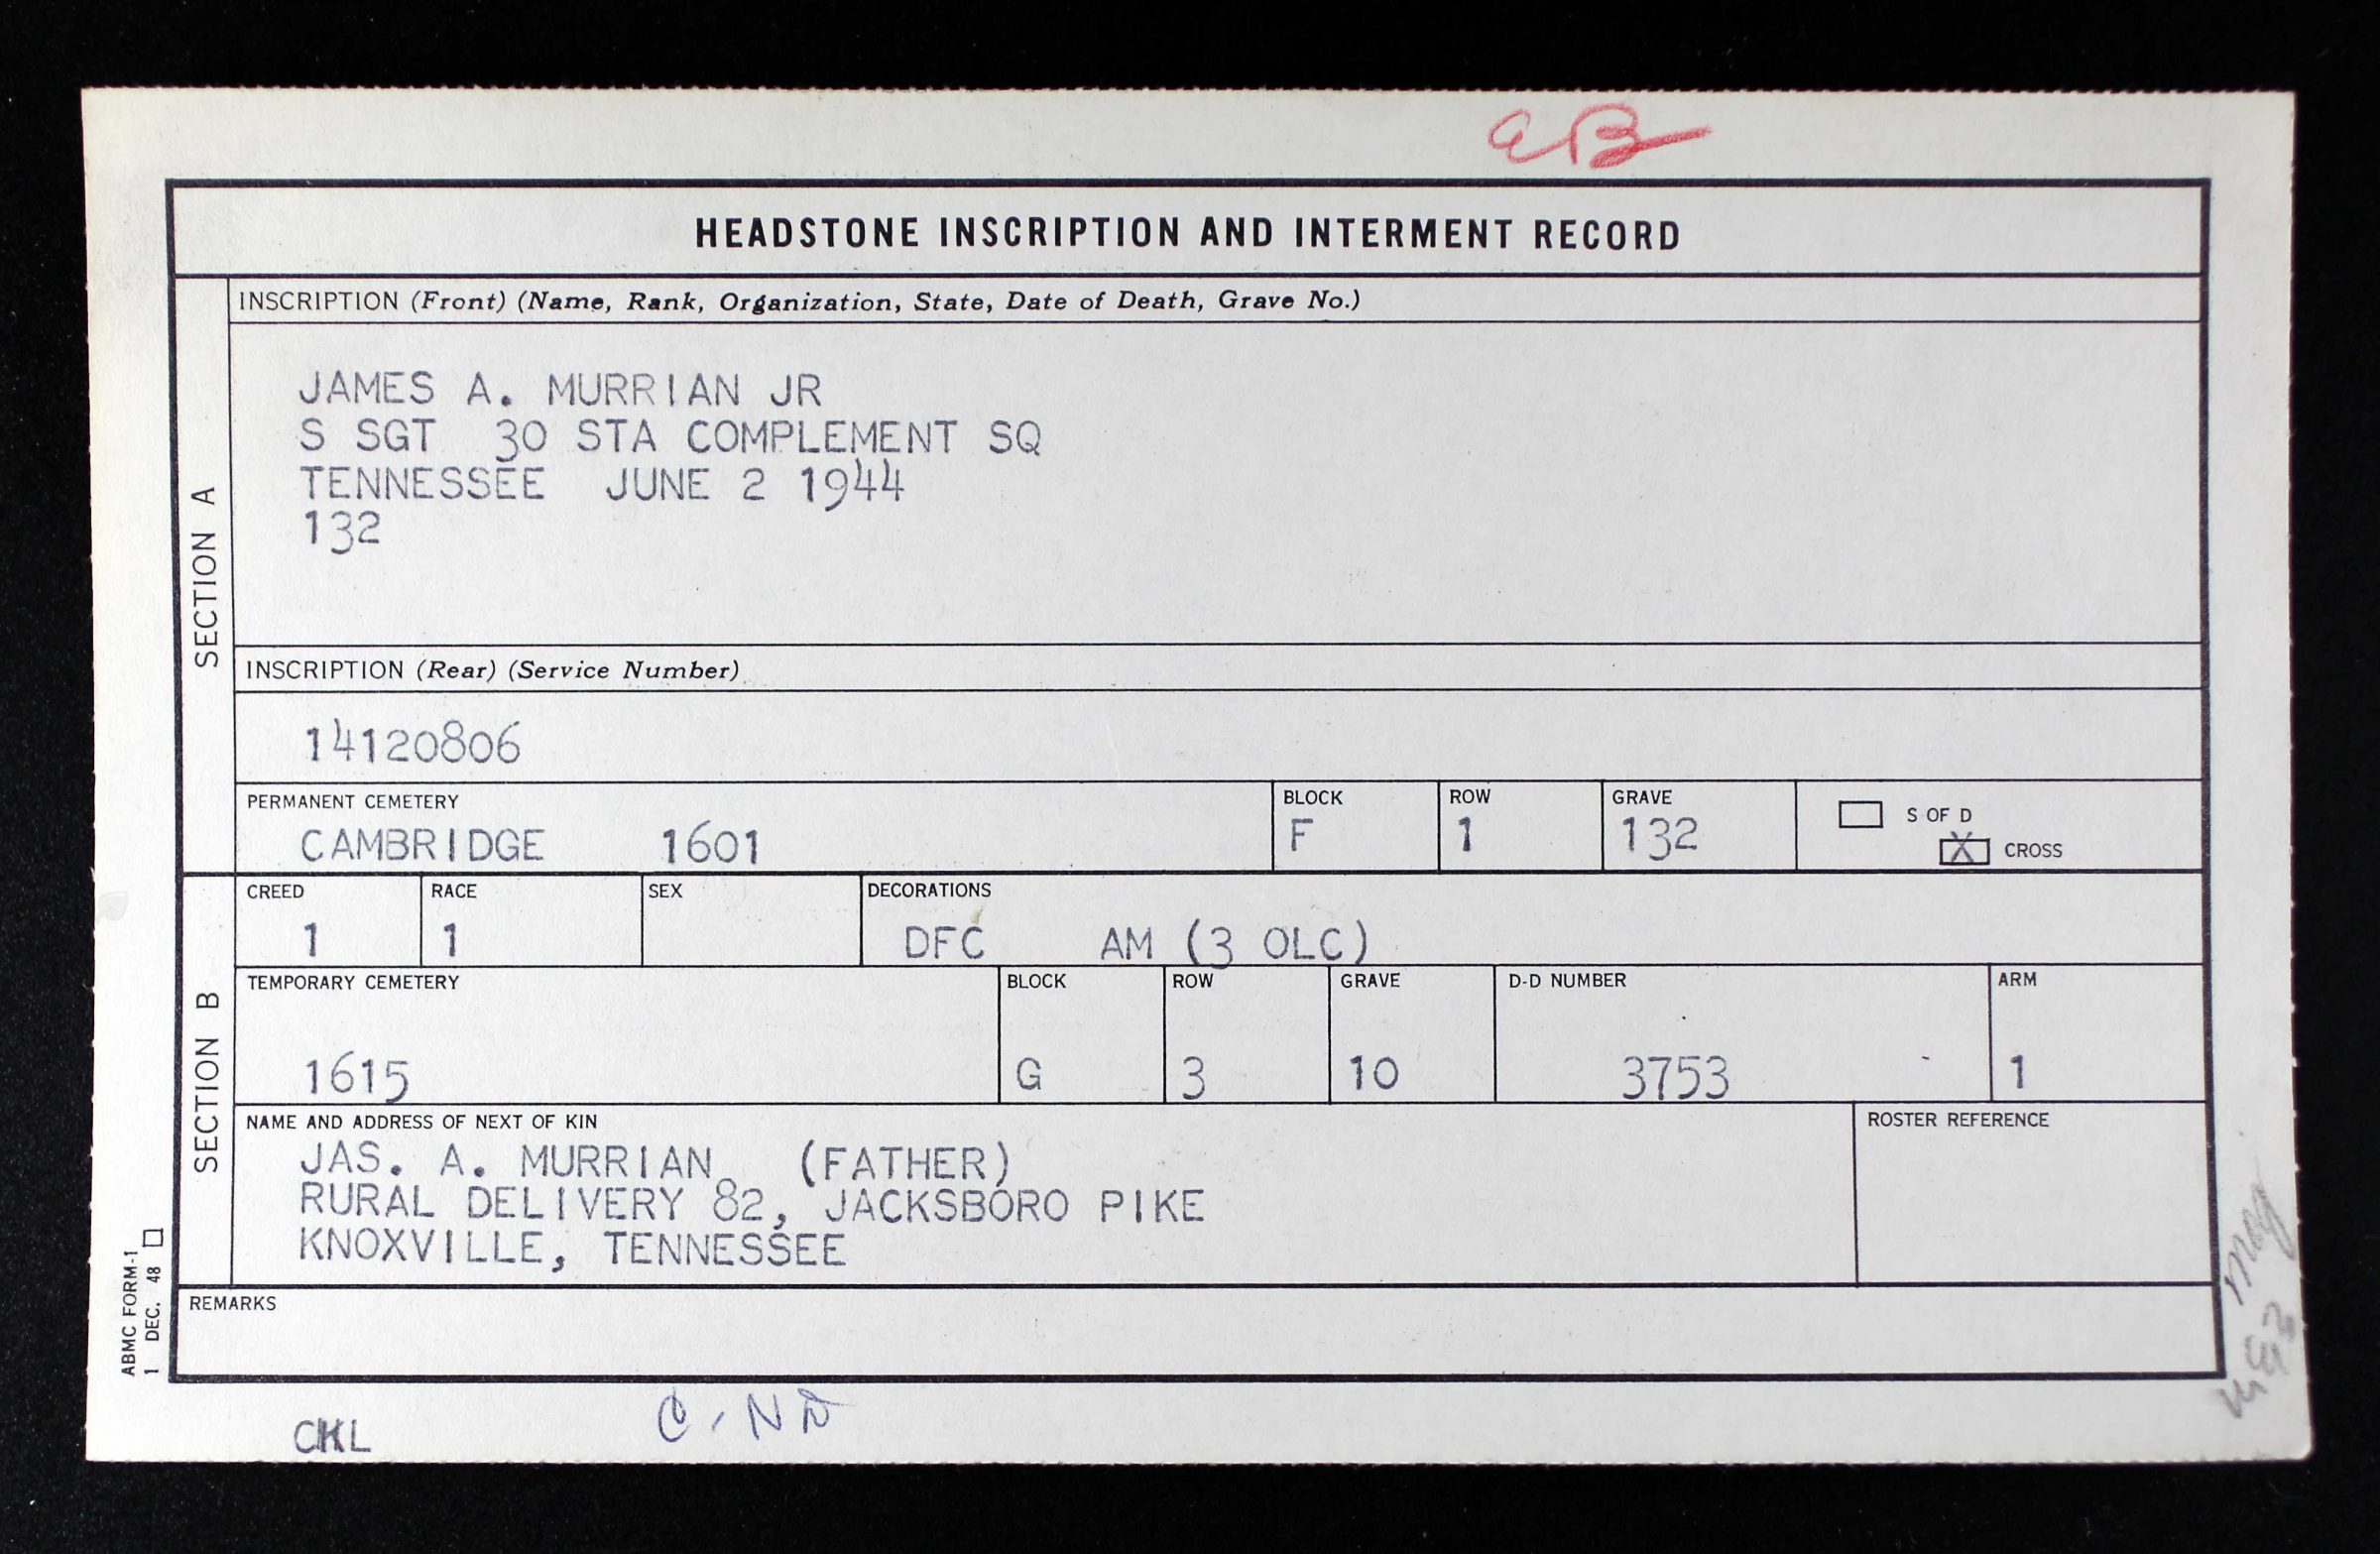 aB
HEADSTONE INSCRIPTION AND INTERMENT RECORD
SECTION A
INSCRIPTION (Front) (Name, Rank, Organization, State, Date of Death, Grave No.)
JAMES A. MURRIAN JR
S SGT 30 STA COMPLEMENT SQ
TENNESSEE JUNE 2 1944
132
INSCRIPTION (Rear) (Service Number)
14120806
PERMANENT CEMETERY BLOCK ROW GRAVE
CAMBRIDGE 1601 F 1 132
S OF D
X CROSS
SECTION B
CREED RACE SEX DECORATIONS
1 1 DFC AM (3 OLC)
TEMPORARY CEMETERY BLOCK ROW GRAVE D-D NUMBER ARM
1615 G 3 10 3753 1
NAME AND ADDRESS OF NEXT OF KIN ROSTER REFERENCE
JAS. A. MURRIAN (FATHER)
RURAL DELIVERY 82, JACKSBORO PIKE
KNOXVILLE, TENNESSEE
REMARKS
ABMC FORM-1
1 DEC. 48
CKL